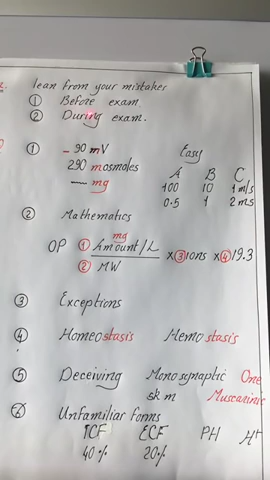 lean from your mistakes
① Before exam.
② During exam.
① - 90 mV Easy
290 mosmoles A B C
mg 100 10 1 m/s
0.5 1 2 ms
② Mathematics
mg
OP ① Amount/L × ③ ions × ④ 19.3
② MW
③ Exceptions
④ Homeostasis Hemostasis
⑤ Deceiving Monosynaptic One
sk m Muscarinic
⑥ Unfamiliar forms
ICF ECF PH H+
40% 20%